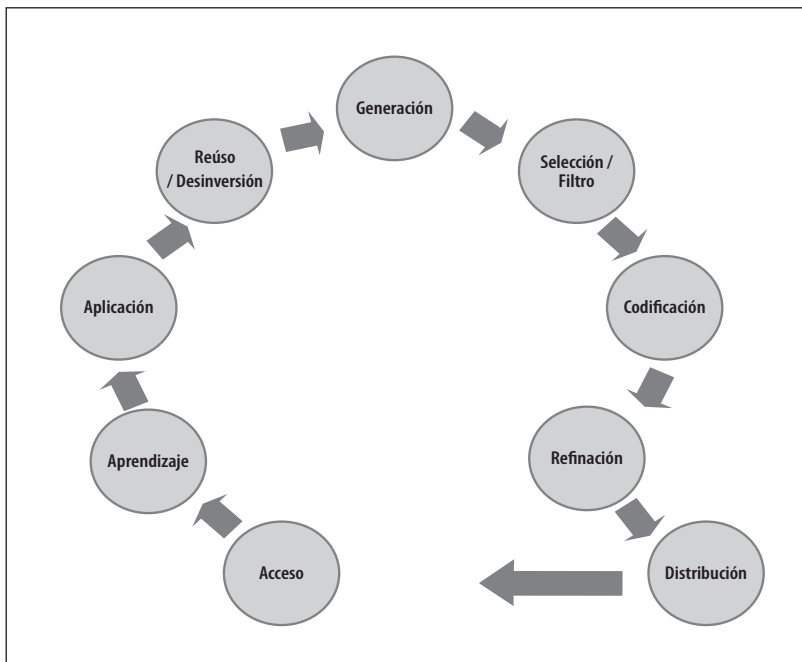 Generación
Selección /
Filtro
Codificación
Refinación
Distribución
Acceso
Aprendizaje
Aplicación
Reúso
/ Desinversión